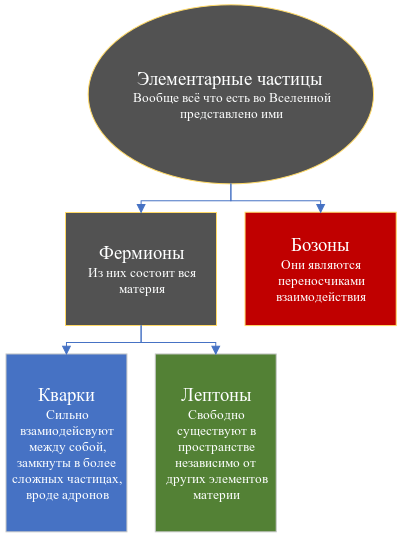 Элементарные частицы
Вообще всё что есть во Вселенной
представлено ими
Фермионы
Из них состоит вся
материя
Бозоны
Они являются
переносчиками
взаимодействия
Кварки
Сильно
взамиодейсвуют
между собой,
замкнуты в более
сложных частицах,
вроде адронов
Лептоны
Свободно
существуют в
пространстве
независимо от
других элементов
материи